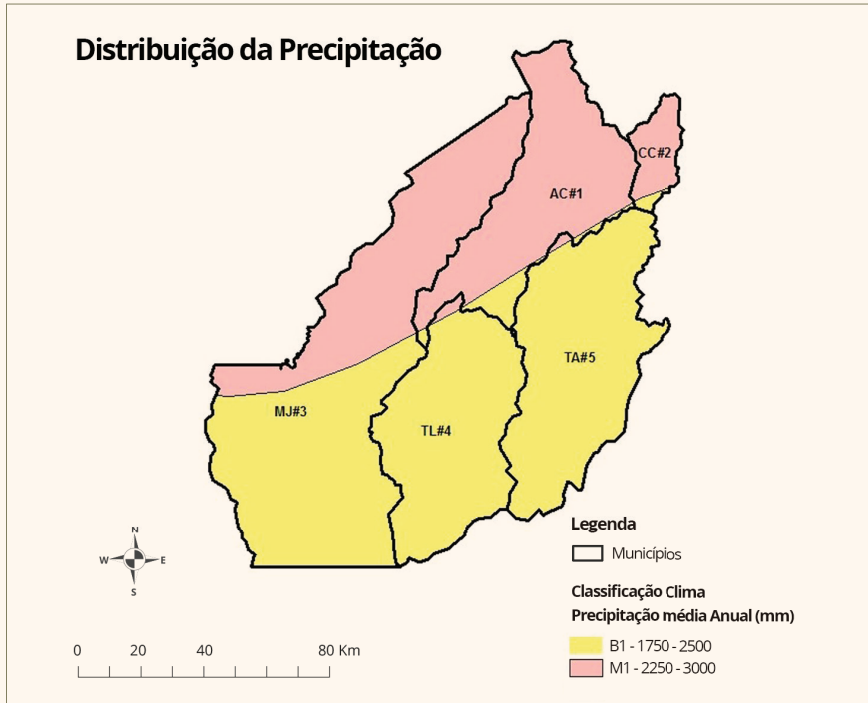 Distribuição da Precipitação
CC#2
AC#1
TA#5
MJ#3
TL#4
N
W E
S
0 20 40 80 Km
Legenda
Municípios
Classificação Clima
Precipitação média Anual (mm)
B1 - 1750 - 2500
M1 - 2250 - 3000